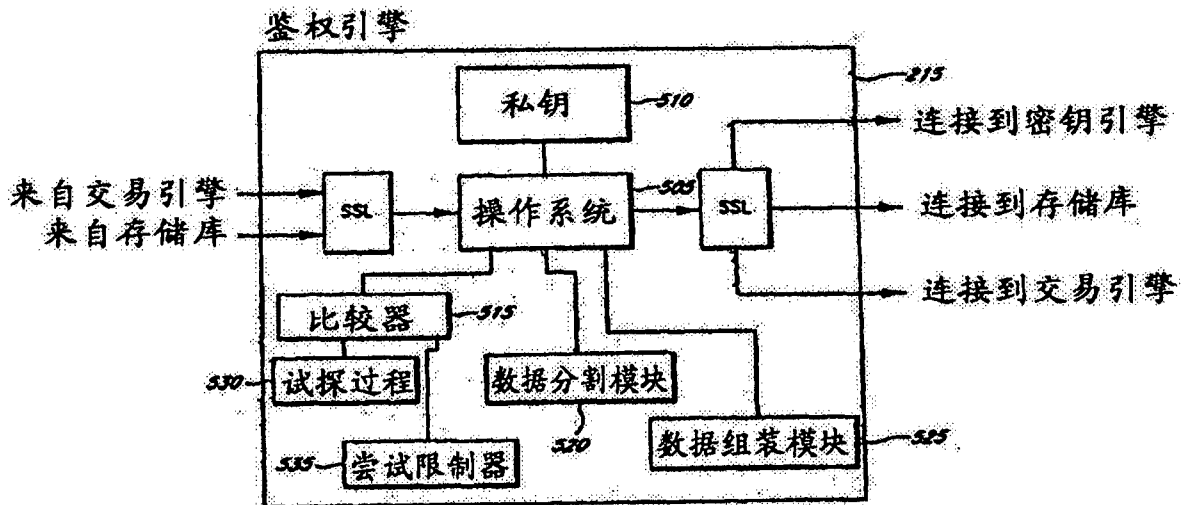 鉴权引擎
215
私钥
510
连接到密钥引擎
来自交易引擎
来自存储库
SSL
操作系统
505
SSL
连接到存储库
连接到交易引擎
比较器
515
530
试探过程
数据分割模块
520
535
尝试限制器
数据组装模块
525